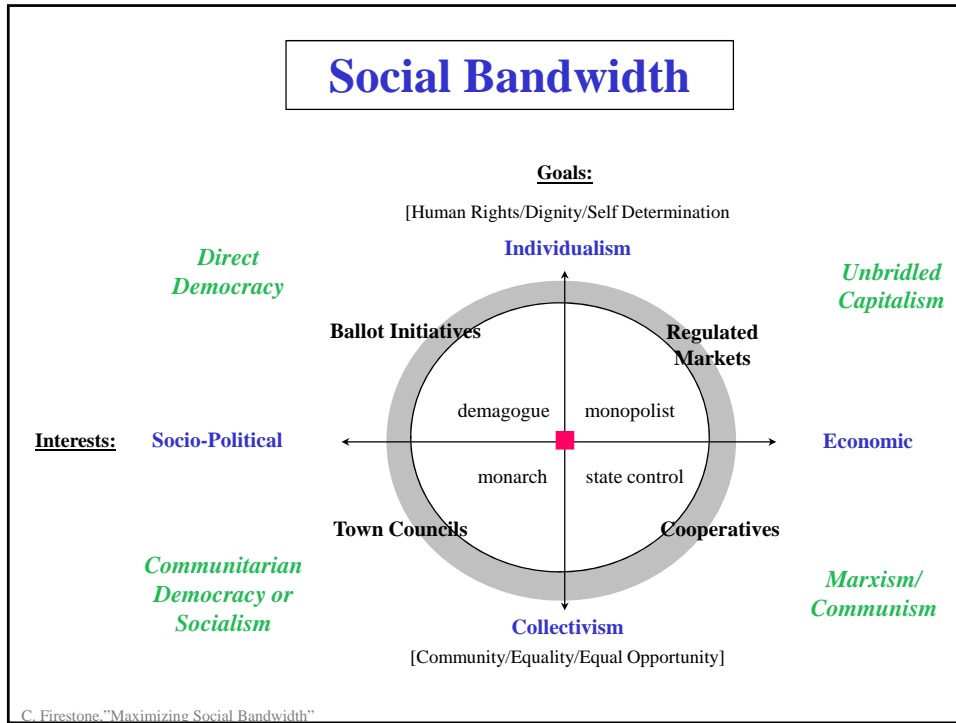 Social Bandwidth
Goals:
[Human Rights/Dignity/Self Determination
Individualism
Direct
Democracy
Unbridled
Capitalism
Ballot Initiatives
Regulated
Markets
demagogue
monopolist
Interests:
Socio-Political
Economic
monarch
state control
Town Councils
Cooperatives
Communitarian
Democracy or
Socialism
Marxism/
Communism
Collectivism
[Community/Equality/Equal Opportunity]
C. Firestone,”Maximizing Social Bandwidth”